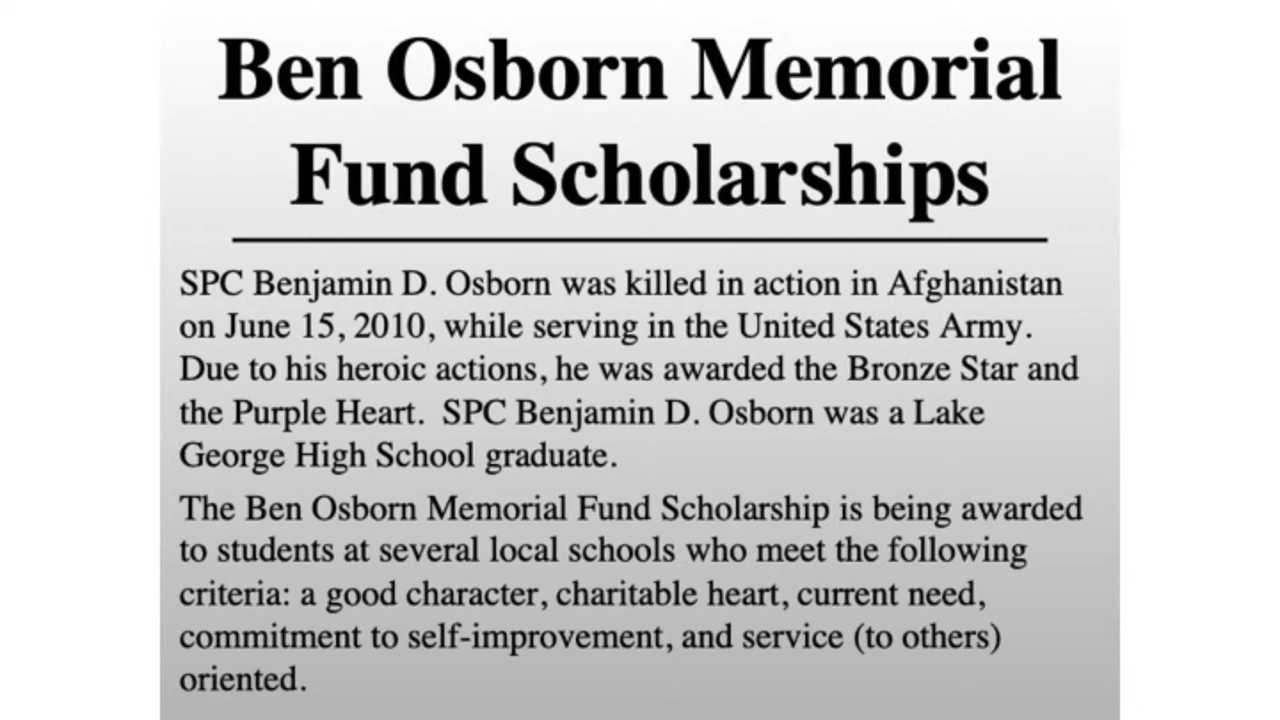 Ben Osborn Memorial
Fund Scholarships
SPC Benjamin D. Osborn was killed in action in Afghanistan
on June 15, 2010, while serving in the United States Army.
Due to his heroic actions, he was awarded the Bronze Star and
the Purple Heart.  SPC Benjamin D. Osborn was a Lake
George High School graduate.
The Ben Osborn Memorial Fund Scholarship is being awarded
to students at several local schools who meet the following
criteria: a good character, charitable heart, current need,
commitment to self-improvement, and service (to others)
oriented.